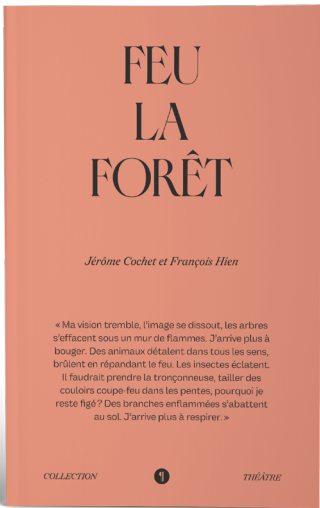 FEU
LA
FORÊT
Jérôme Cochet et François Hien
« Ma vision tremble, l'image se dissout, les arbres
s'effacent sous un mur de flammes. J'arrive plus à
bouger. Des animaux détalent dans tous les sens,
brûlent en répandant le feu. Les insectes éclatent.
Il faudrait prendre la tronçonneuse, tailler des
couloirs coupe-feu dans les pentes, pourquoi je
reste figé ? Des branches enflammées s'abattent
au sol. J'arrive plus à respirer. »
COLLECTION
¶
THÉÂTRE